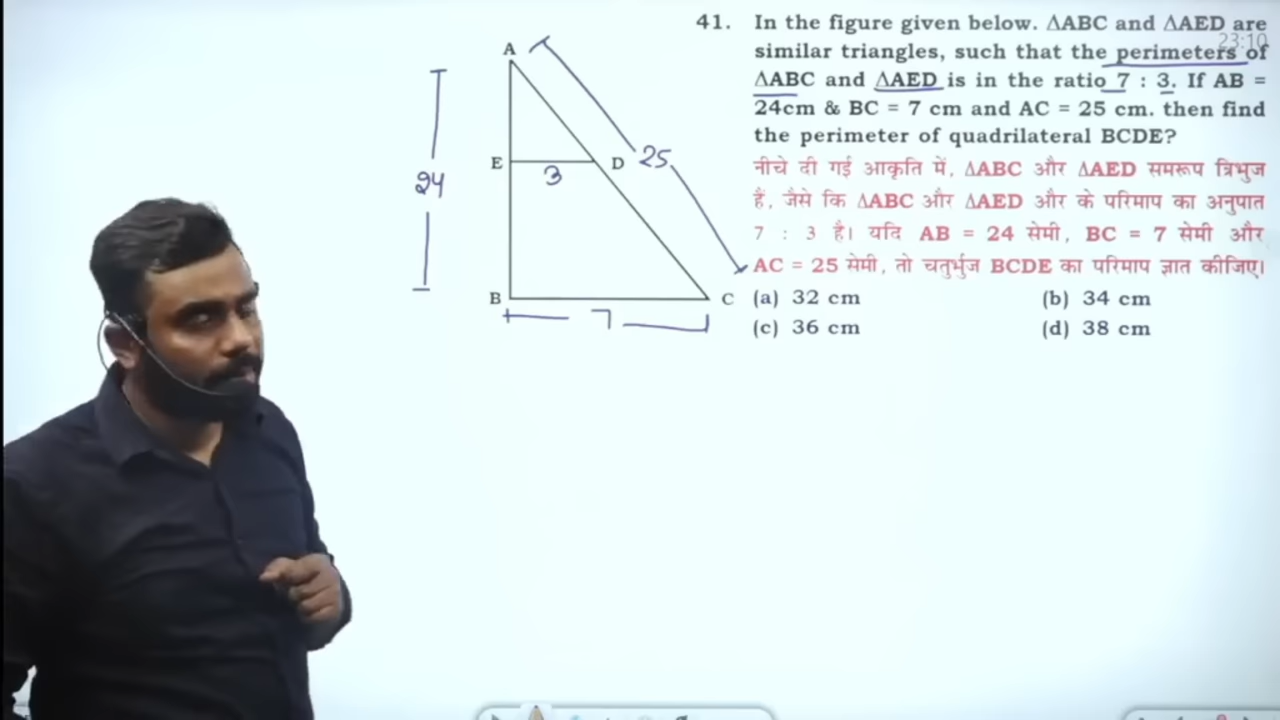 41. In the figure given below. ΔABC and ΔAED are
23:10
similar triangles, such that the perimeters of
ΔABC and ΔAED is in the ratio 7 : 3. If AB =
24cm & BC = 7 cm and AC = 25 cm. then find
the perimeter of quadrilateral BCDE?
नीचे दी गई आकृति में, ΔABC और ΔAED समरूप त्रिभुज
हैं, जैसे कि ΔABC और ΔAED और के परिमाप का अनुपात
7 : 3 है। यदि AB = 24 सेमी, BC = 7 सेमी और
AC = 25 सेमी, तो चतुर्भुज BCDE का परिमाप ज्ञात कीजिए।
(a) 32 cm (b) 34 cm
(c) 36 cm (d) 38 cm
A
E
D
3
25
24
B
C
7